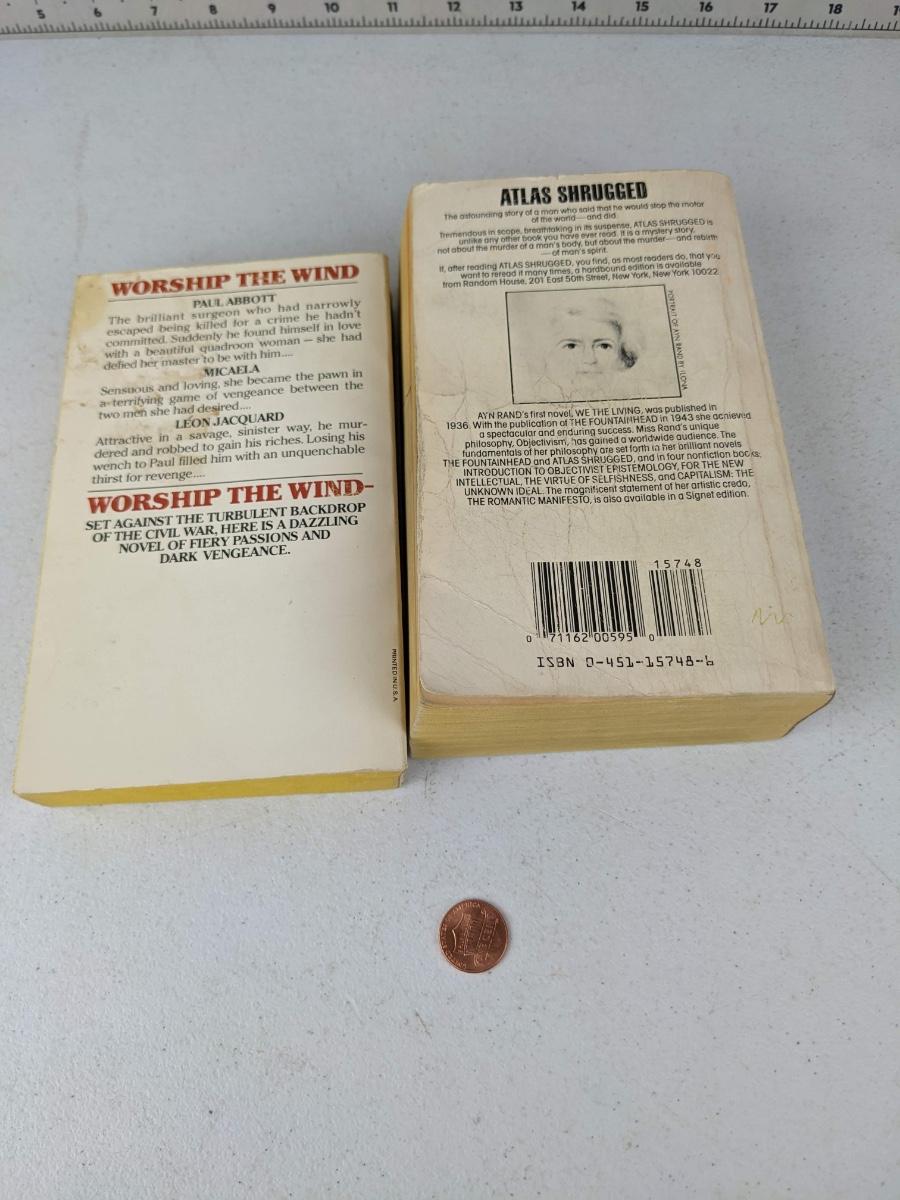 5 6 7 8 9 10 11 12 13 14 15 16 17 18
WORSHIP THE WIND
PAUL ABBOTT
The brilliant surgeon who had narrowly
escaped being killed for a crime he hadn't
committed. Suddenly he found himself in love
with a beautiful quadroon woman — she had
defied her master to be with him....
MICAELA
Sensuous and loving, she became the pawn in
a terrifying game of vengeance between the
two men she had desired....
LÉON JACQUARD
Attractive in a savage, sinister way, he mur-
dered and robbed to gain his riches. Losing his
wench to Paul filled him with an unquenchable
thirst for revenge....
WORSHIP THE WIND-
SET AGAINST THE TURBULENT BACKDROP
OF THE CIVIL WAR, HERE IS A DAZZLING
NOVEL OF FIERY PASSIONS AND
DARK VENGEANCE.
PRINTED IN U.S.A.
ATLAS SHRUGGED
The astounding story of a man who said that he would stop the motor
of the world—and did.
Tremendous in scope, breathtaking in its suspense, ATLAS SHRUGGED is
unlike any other book you have ever read. It is a mystery story,
not about the murder of a man's body, but about the murder—and rebirth
—of man's spirit.
If, after reading ATLAS SHRUGGED, you find, as most readers do, that you
want to reread it many times, a hardbound edition is available
from Random House, 201 East 50th Street, New York, New York 10022.
PORTRAIT OF AYN RAND BY ILONA
AYN RAND's first novel, WE THE LIVING, was published in
1936. With the publication of THE FOUNTAINHEAD in 1943 she achieved
a spectacular and enduring success. Miss Rand's unique
philosophy, Objectivism, has gained a worldwide audience. The
fundamentals of her philosophy are set forth in her brilliant novels
THE FOUNTAINHEAD and ATLAS SHRUGGED, and in four nonfiction books:
INTRODUCTION TO OBJECTIVIST EPISTEMOLOGY, FOR THE NEW
INTELLECTUAL, THE VIRTUE OF SELFISHNESS, and CAPITALISM: THE
UNKNOWN IDEAL. The magnificent statement of her artistic credo,
THE ROMANTIC MANIFESTO, is also available in a Signet edition.
15748
0 71162 00595 0
ISBN 0-451-15748-6
UNITED STATES OF AMERICA
ONE CENT